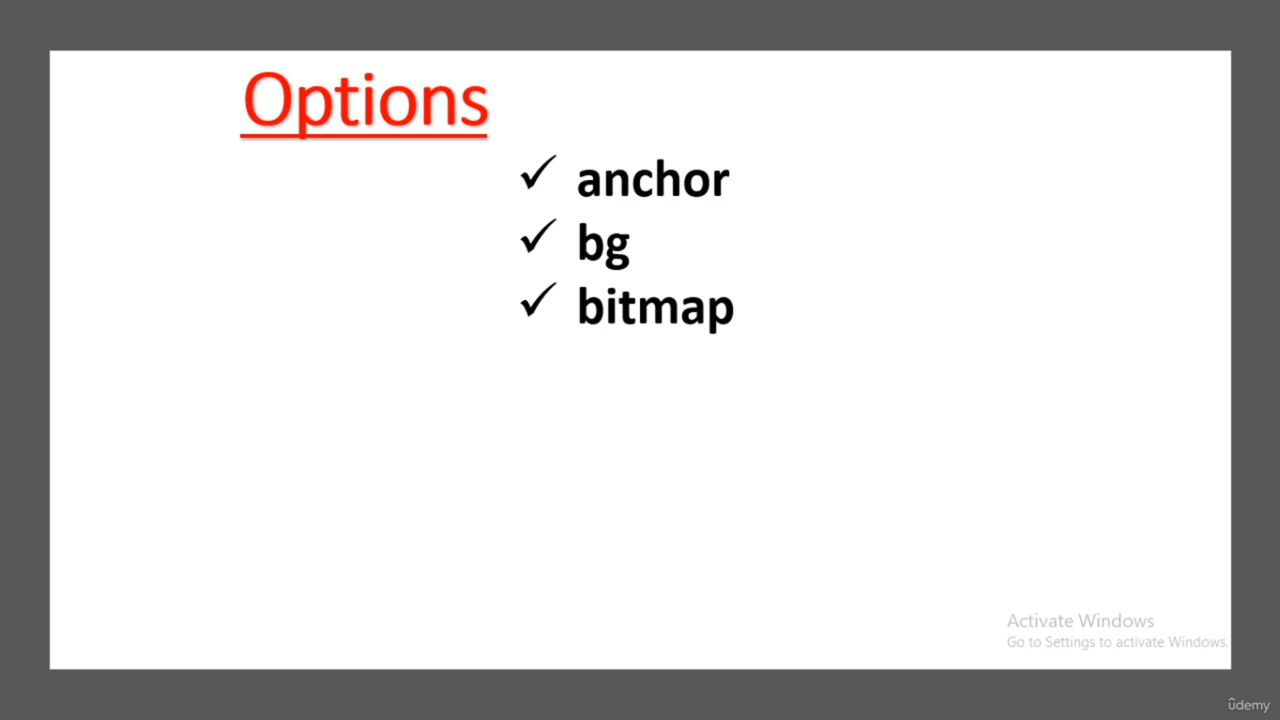 Options
✓ anchor
✓ bg
✓ bitmap
Activate Windows
Go to Settings to activate Windows.
ûdemy